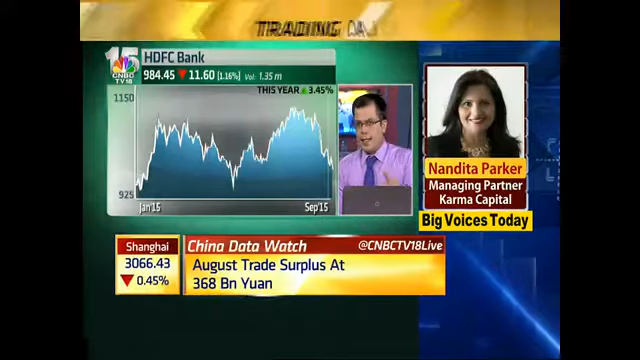 TRADING
15
CNBC
TV18
HDFC Bank
984.45 ▼ 11.60 [1.16%] Vol: 1.35 m
THIS YEAR ▲ 3.45%
1150
925
Jan'15
Sep'15
Nandita Parker
Managing Partner
Karma Capital
Big Voices Today
Shanghai
3066.43
▼ 0.45%
China Data Watch
@CNBCTV18Live
August Trade Surplus At
368 Bn Yuan